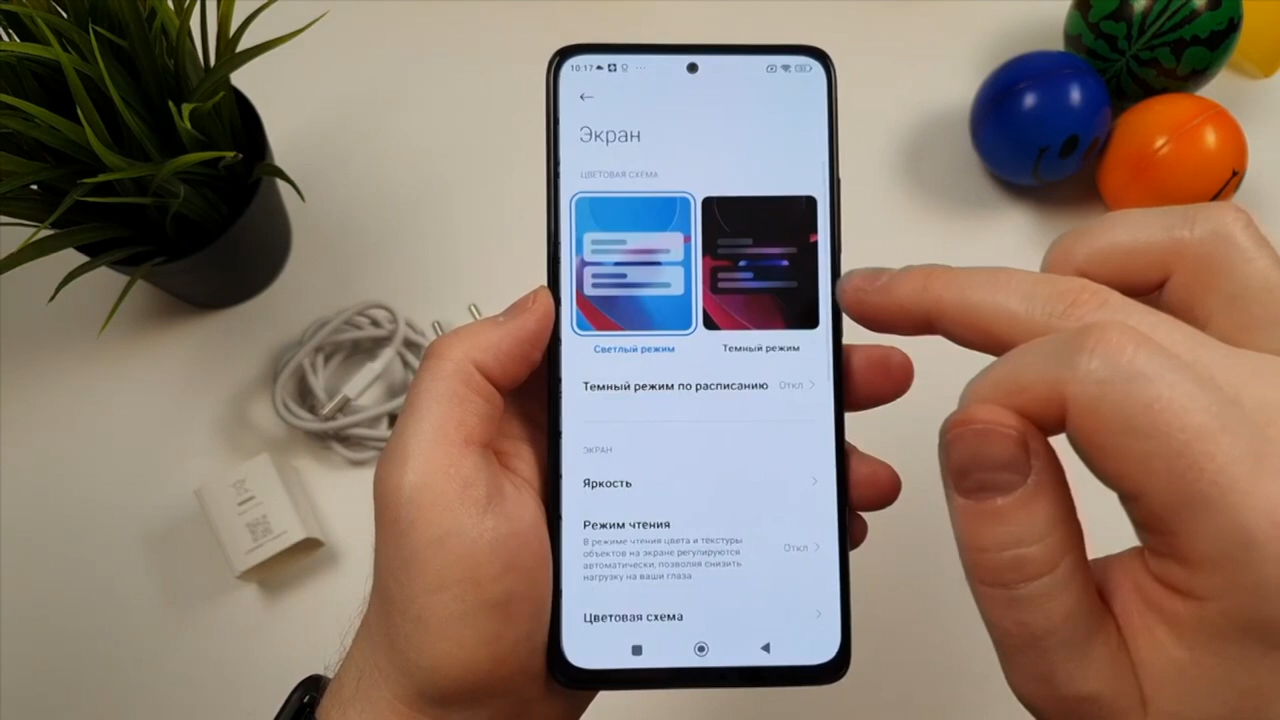 10:17
Экран
ЦВЕТОВАЯ СХЕМА
Светлый режим
Темный режим
Темный режим по расписанию Откл
ЭКРАН
Яркость
Режим чтения
В режиме чтения цвета и текстуры
объектов на экране регулируются
автоматически, позволяя снизить
нагрузку на ваши глаза
Откл
Цветовая схема